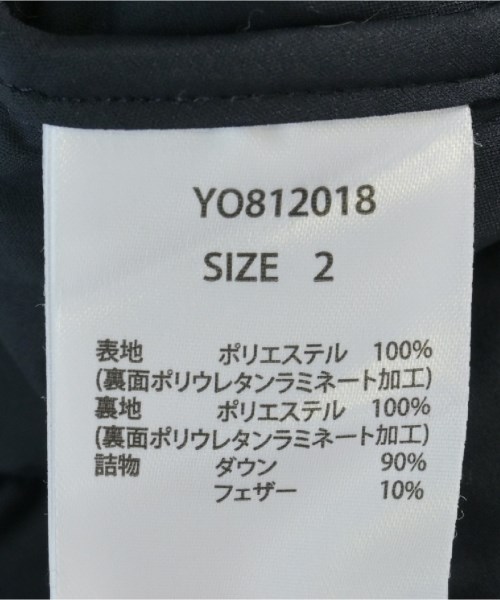 YO812018
SIZE 2
表地 ポリエステル 100%
(裏面ポリウレタンラミネート加工)
裏地 ポリエステル 100%
(裏面ポリウレタンラミネート加工)
詰物 ダウン 90%
フェザー 10%